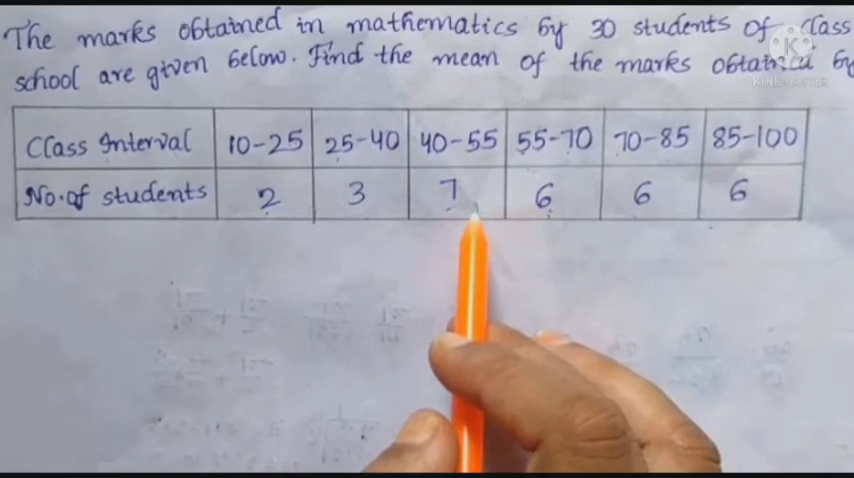 The marks obtained in mathematics by 30 students of class
school are given below. Find the mean of the marks obtained by
Class Interval 10-25 25-40 40-55 55-70 70-85 85-100
No. of students 2 3 7 6 6 6